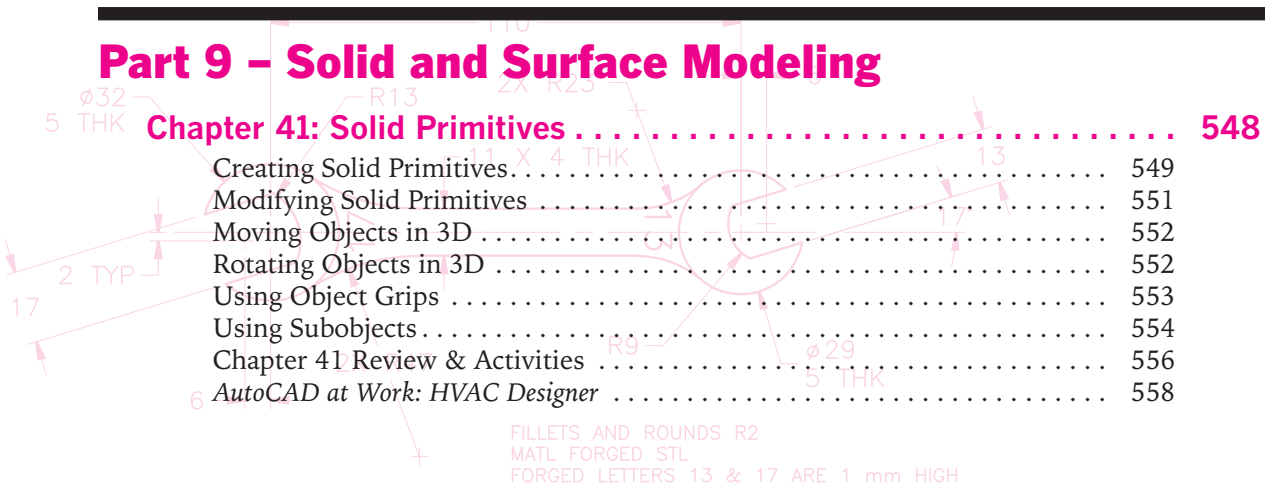 110
Part 9 – Solid and Surface Modeling
ø32
5 THK
R13
2X R23
Chapter 41: Solid Primitives . . . . . . . . . . . . . . . . . . . . . . . . . . . . . . . . 548
11 X 4 THK
13
Creating Solid Primitives. . . . . . . . . . . . . . . . . . . . . . . . . . . . . . . . . . . . . . . . 549
Modifying Solid Primitives . . . . . . . . . . . . . . . . . . . . . . . . . . . . . . . . . . . . . . 551
17°
13
Moving Objects in 3D . . . . . . . . . . . . . . . . . . . . . . . . . . . . . . . . . . . . . . . . . . 552
Rotating Objects in 3D . . . . . . . . . . . . . . . . . . . . . . . . . . . . . . . . . . . . . . . . . 552
2 TYP
17
Using Object Grips . . . . . . . . . . . . . . . . . . . . . . . . . . . . . . . . . . . . . . . . . . . . 553
Using Subobjects . . . . . . . . . . . . . . . . . . . . . . . . . . . . . . . . . . . . . . . . . . . . . . 554
R9
ø29
5 THK
Chapter 41 Review & Activities . . . . . . . . . . . . . . . . . . . . . . . . . . . . . . . . . . 556
AutoCAD at Work: HVAC Designer . . . . . . . . . . . . . . . . . . . . . . . . . . . . . . . . . 558
6
FILLETS AND ROUNDS R2
MATL FORGED STL
FORGED LETTERS 13 & 17 ARE 1 mm HIGH